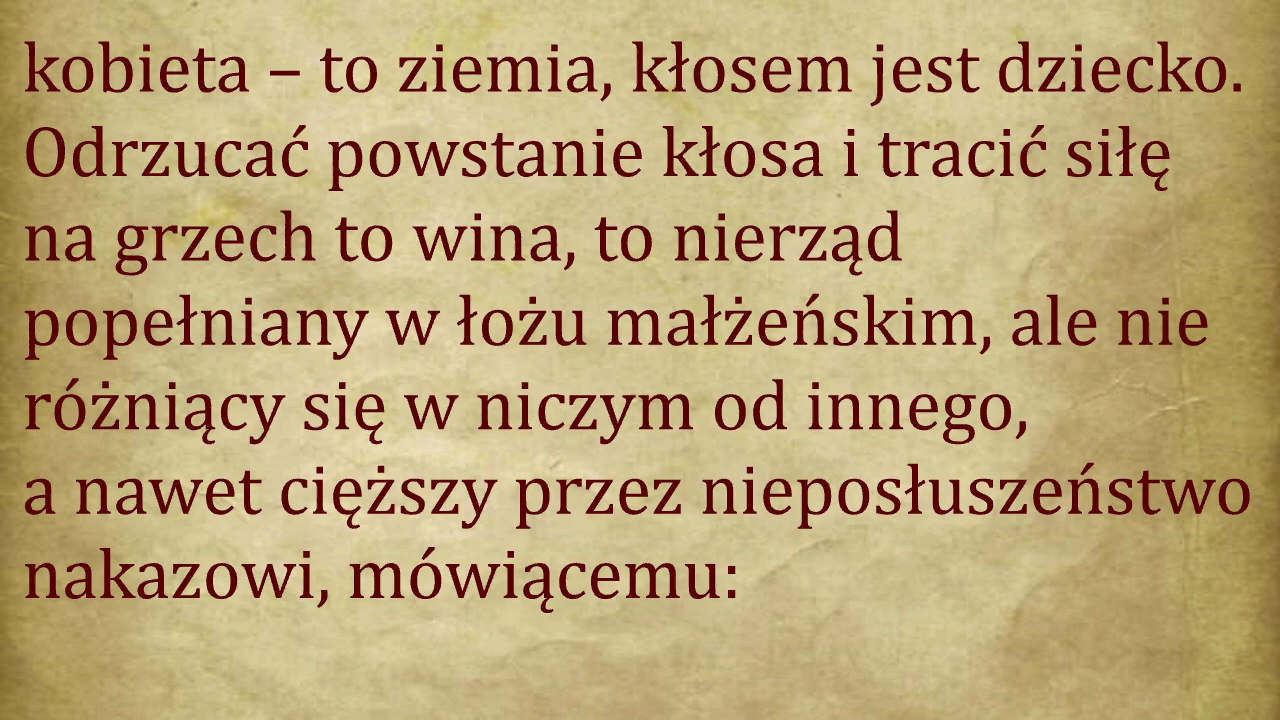 kobieta – to ziemia, kłosem jest dziecko.
Odrzucać powstanie kłosa i tracić siłę
na grzech to wina, to nierząd
popełniany w łożu małżeńskim, ale nie
różniący się w niczym od innego,
a nawet cięższy przez nieposłuszeństwo
nakazowi, mówiącemu: